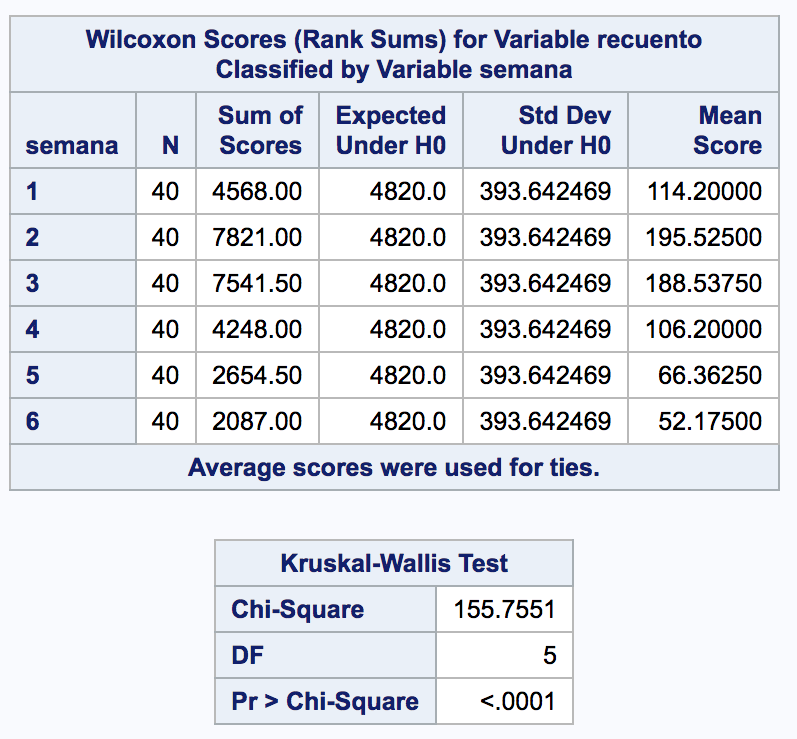 Wilcoxon Scores (Rank Sums) for Variable recuento
Classified by Variable semana
semana N Sum of Scores Expected Under H0 Std Dev Under H0 Mean Score
1 40 4568.00 4820.0 393.642469 114.20000
2 40 7821.00 4820.0 393.642469 195.52500
3 40 7541.50 4820.0 393.642469 188.53750
4 40 4248.00 4820.0 393.642469 106.20000
5 40 2654.50 4820.0 393.642469 66.36250
6 40 2087.00 4820.0 393.642469 52.17500
Average scores were used for ties.
Kruskal-Wallis Test
Chi-Square 155.7551
DF 5
Pr > Chi-Square <.0001